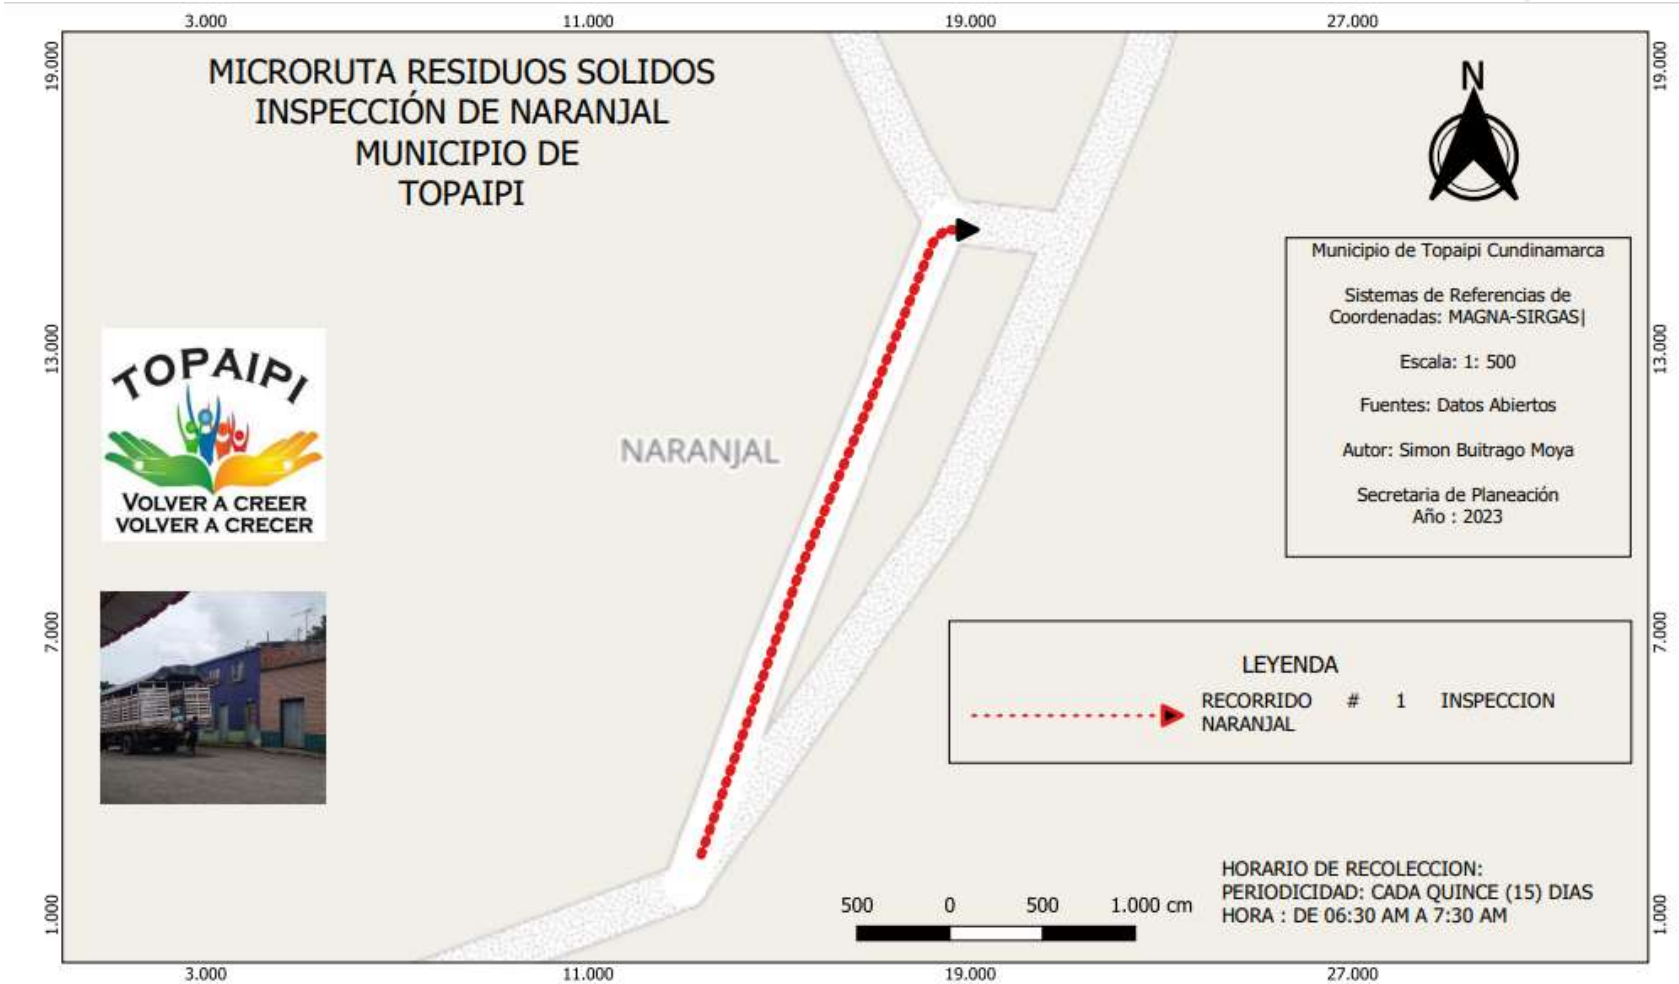 3.000 11.000 19.000 27.000
19.000 19.000
MICRORUTA RESIDUOS SOLIDOS
INSPECCIÓN DE NARANJAL
MUNICIPIO DE
TOPAIPI
N
Municipio de Topaipi Cundinamarca
Sistemas de Referencias de
Coordenadas: MAGNA-SIRGAS|
Escala: 1: 500
Fuentes: Datos Abiertos
Autor: Simon Buitrago Moya
Secretaria de Planeación
Año : 2023
13.000 13.000
TOPAIPI
VOLVER A CREER
VOLVER A CRECER
NARANJAL
7.000 7.000
LEYENDA
RECORRIDO # 1 INSPECCION
NARANJAL
HORARIO DE RECOLECCION:
PERIODICIDAD: CADA QUINCE (15) DIAS
HORA : DE 06:30 AM A 7:30 AM
500 0 500 1.000 cm
1.000 1.000
3.000 11.000 19.000 27.000